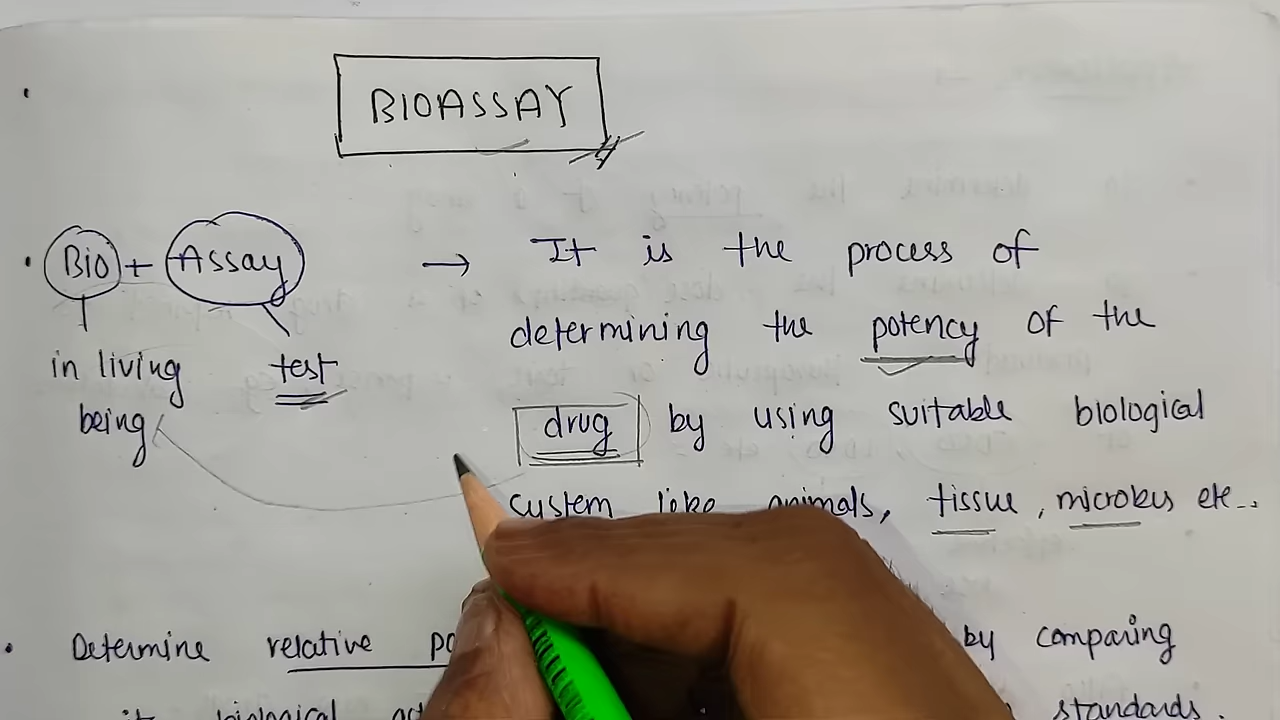 BIOASSAY
Bio + Assay → It is the process of
determining the potency of the
in living test
being
drug by using suitable biological
system like animals, tissue, microbes etc..
Determine relative by comparing
biological standards.